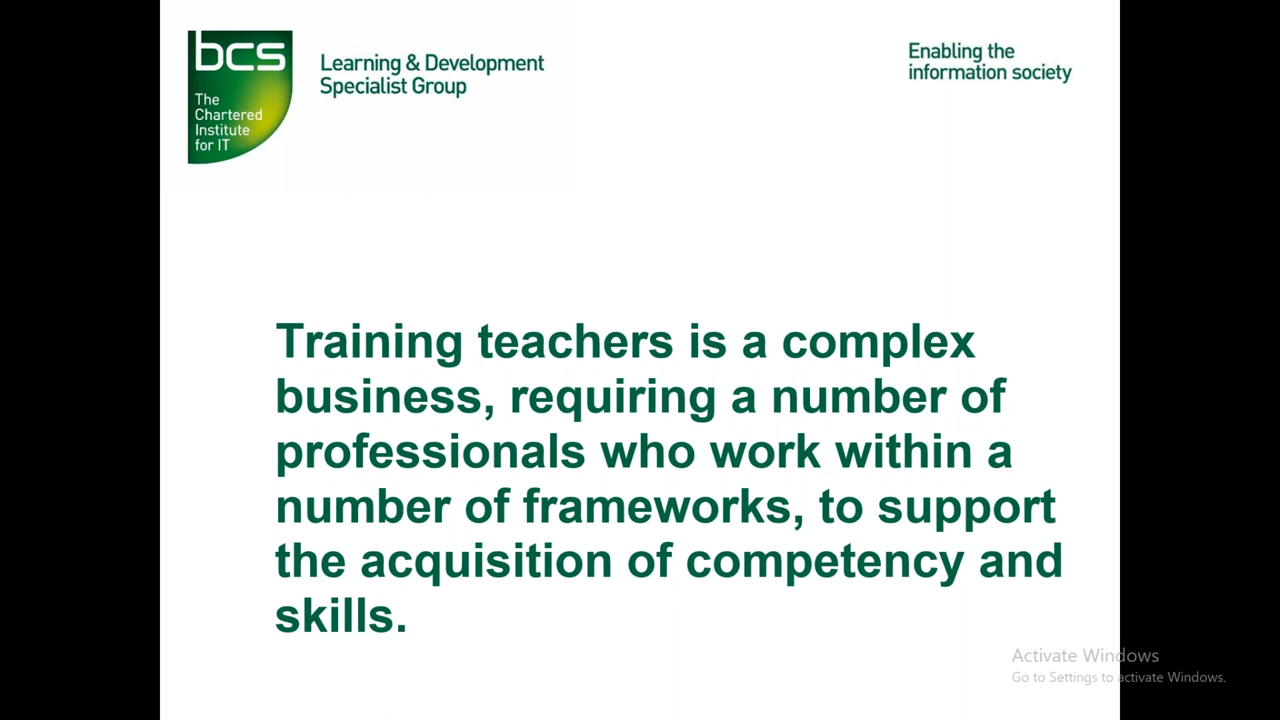 bcs
The
Chartered
Institute
for IT
Learning & Development
Specialist Group
Enabling the
information society
Training teachers is a complex
business, requiring a number of
professionals who work within a
number of frameworks, to support
the acquisition of competency and
skills.
Activate Windows
Go to Settings to activate Windows.